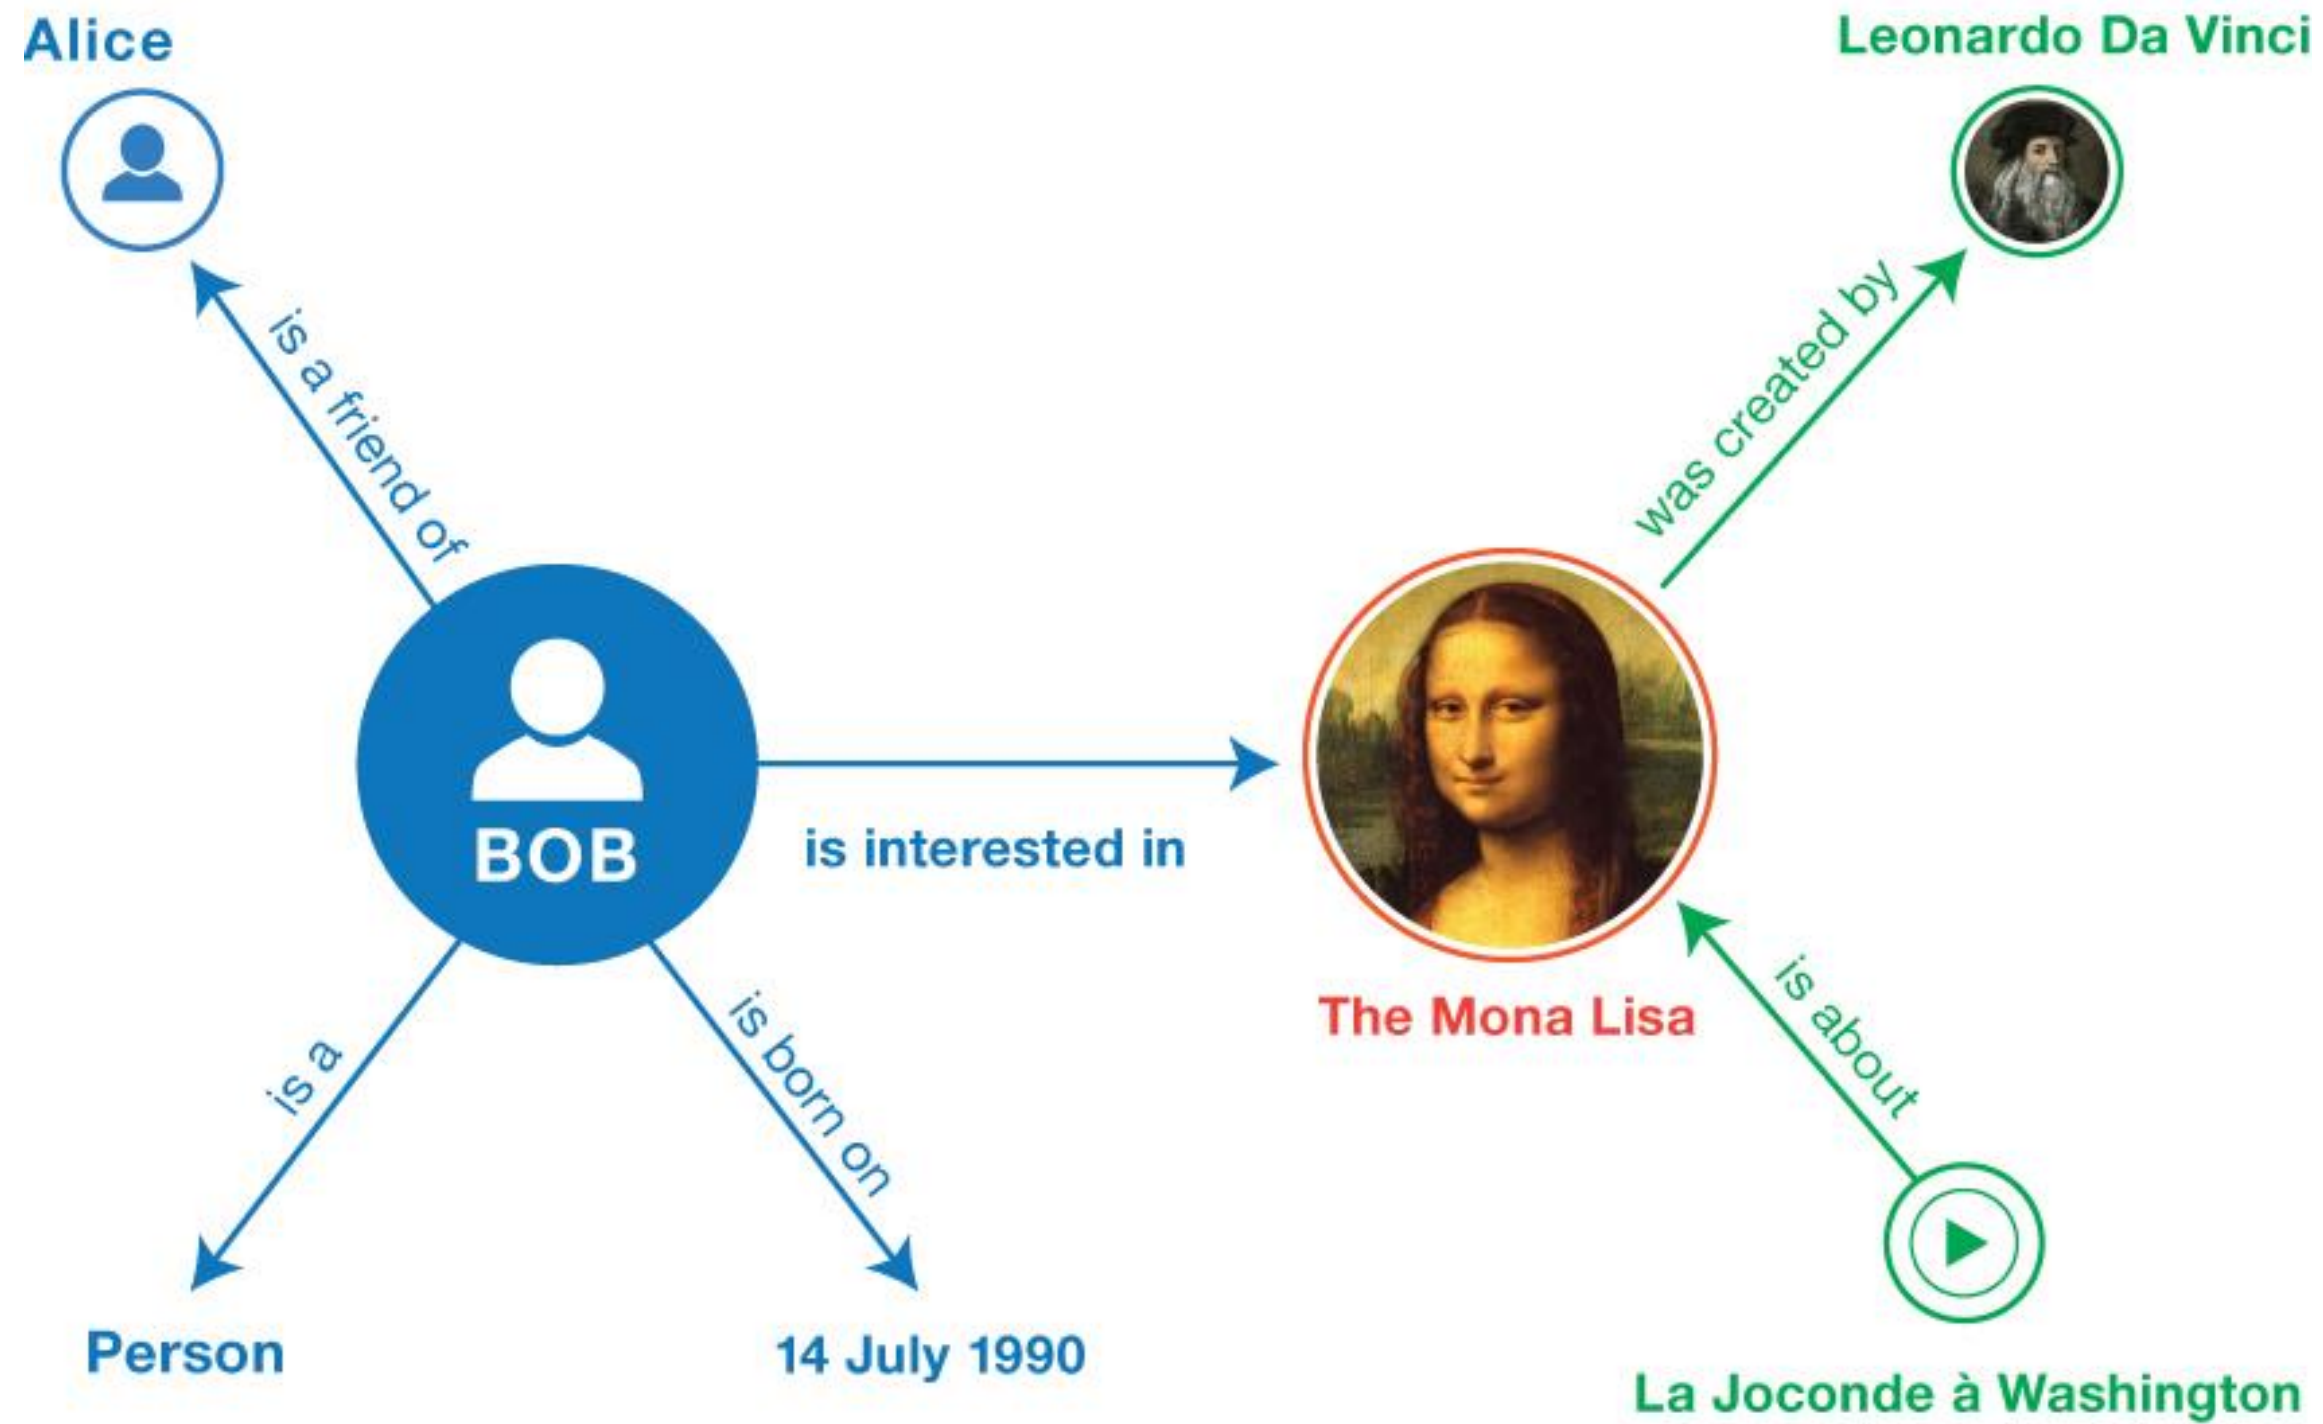 Alice
Leonardo Da Vinci
is a friend of
was created by
BOB
is interested in
The Mona Lisa
is a
is born on
is about
Person
14 July 1990
La Joconde à Washington